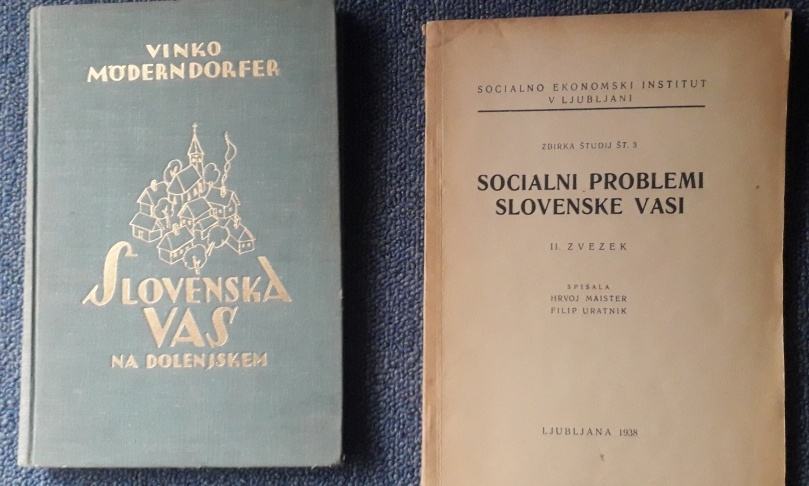 VINKO
MÖDERNDORFER
SLOVENSKA
VAS
NA DOLENJSKEM
SOCIALNO EKONOMSKI INSTITUT
V LJUBLJANI
ZBIRKA ŠTUDIJ ŠT. 3
SOCIALNI PROBLEMI
SLOVENSKE VASI
II. ZVEZEK
SPISALA
HRVOJ MAISTER
FILIP URATNIK
LJUBLJANA 1938